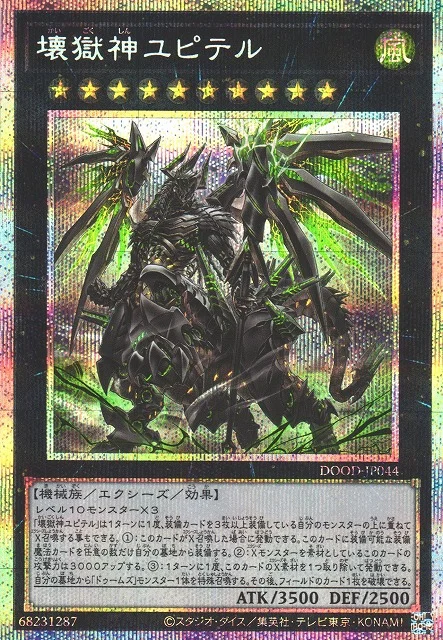 壊獄神ユピテル
風
DOOD-JP044
【機械族／エクシーズ／効果】
レベル10モンスター×3
「壊獄神ユピテル」は1ターンに1度、装備カードを3枚以上装備している自分のモンスターの上に重ねて
X召喚する事もできる。①：このカードがX召喚した場合に発動できる。このカードに装備可能な装備
魔法カードを任意の数だけ自分の墓地から装備する。②：Xモンスターを素材としているこのカードの
攻撃力は3000アップする。③：1ターンに1度、このカードのX素材を1つ取り除いて発動できる。
自分の墓地から「ドゥームズ」モンスター1体を特殊召喚する。その後、フィールドのカード1枚を破壊できる。
ATK/3500 DEF/2500
68231287
©スタジオ・ダイス／集英社・テレビ東京・KONAMI